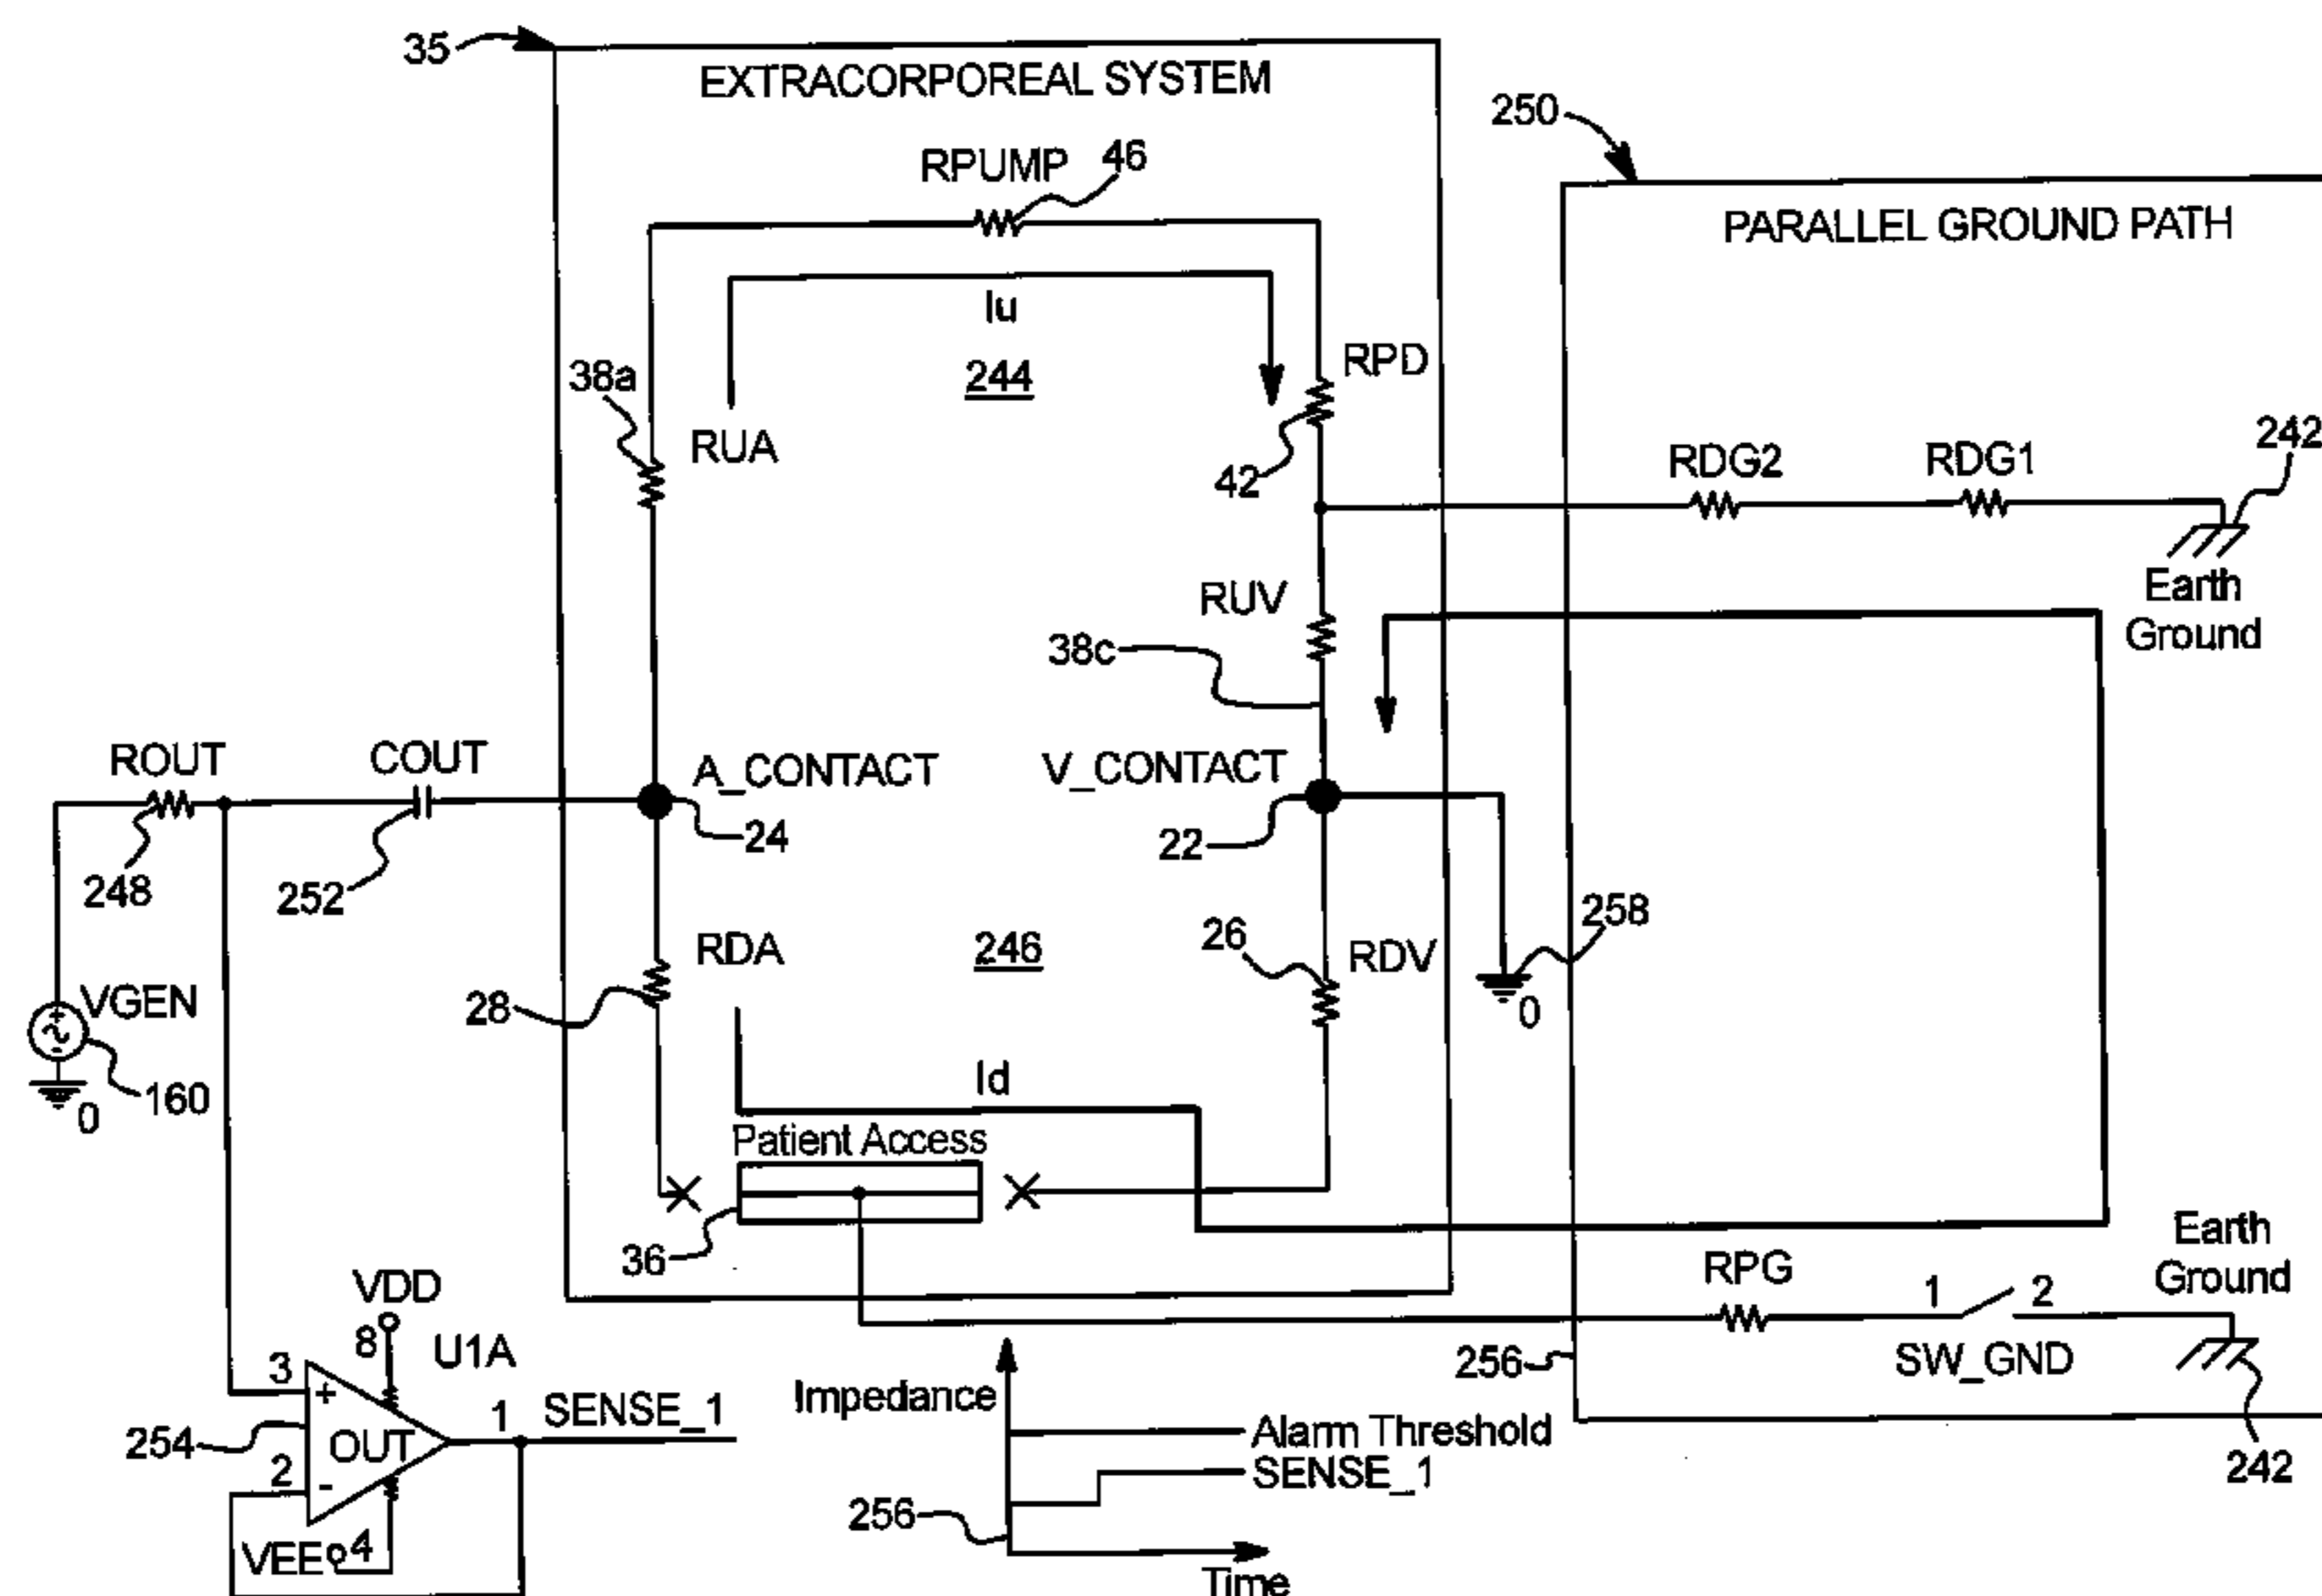 35
EXTRACORPOREAL SYSTEM
250
PARALLEL GROUND PATH
RPUMP 46
Iu
244
38a
RUA
RPD
42
RDG2
RDG1
242
Earth
Ground
RUV
38c
ROUT
COUT
A_CONTACT
V_CONTACT
24
22
248
252
258
RDA
246
26
RDV
28
0
VGEN
0
160
Id
Patient Access
36
RPG
1
2
Earth
Ground
SW_GND
256
242
VDD
8
U1A
3
+
254
OUT
1
SENSE_1
2
-
VEE
4
Impedance
Alarm Threshold
SENSE_1
256
Time